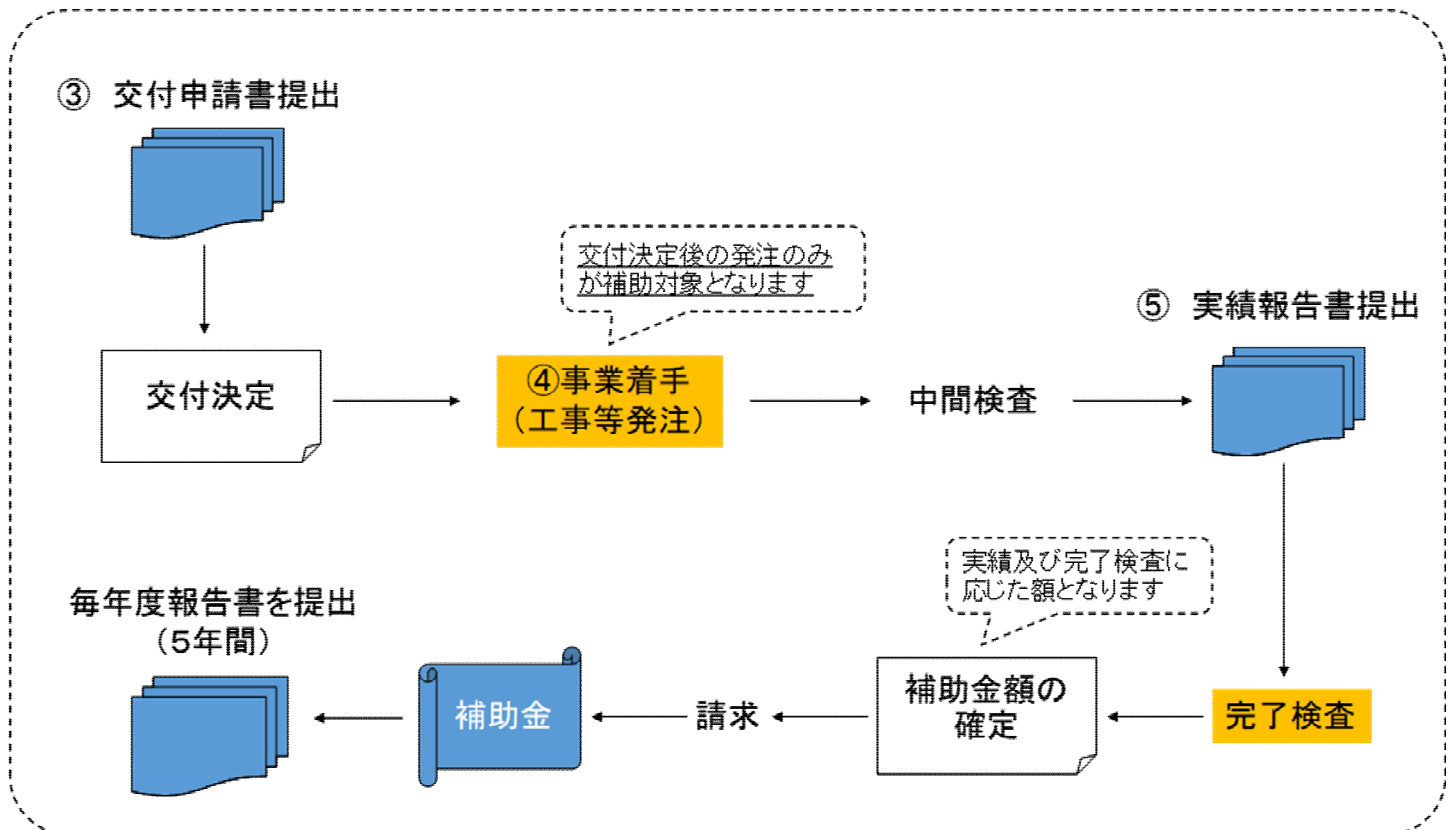 ③ 交付申請書提出
交付決定後の発注のみ
が補助対象となります
交付決定
④事業着手
（工事等発注）
中間検査
⑤ 実績報告書提出
実績及び完了検査に
応じた額となります
完了検査
補助金額の
確定
請求
補助金
毎年度報告書を提出
（５年間）